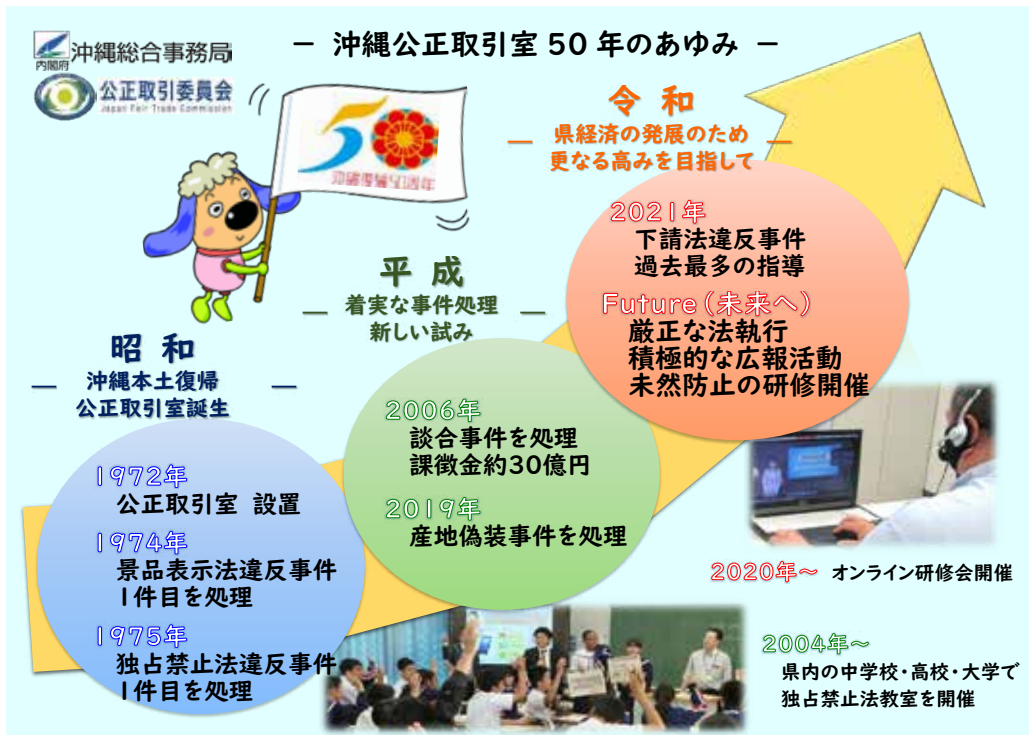 内閣府 沖縄総合事務局
公正取引委員会
Japan Fair Trade Commission
－ 沖縄公正取引室 50 年のあゆみ －
50
沖縄復帰50周年
令 和
県経済の発展のため
更なる高みを目指して
2021年
下請法違反事件
過去最多の指導
Future(未来へ)
厳正な法執行
積極的な広報活動
未然防止の研修開催
平 成
着実な事件処理
新しい試み
2006年
談合事件を処理
課徴金約30億円
2019年
産地偽装事件を処理
昭 和
沖縄本土復帰
公正取引室誕生
1972年
公正取引室 設置
1974年
景品表示法違反事件
1件目を処理
1975年
独占禁止法違反事件
1件目を処理
2020年～ オンライン研修会開催
2004年～
県内の中学校・高校・大学で
独占禁止法教室を開催